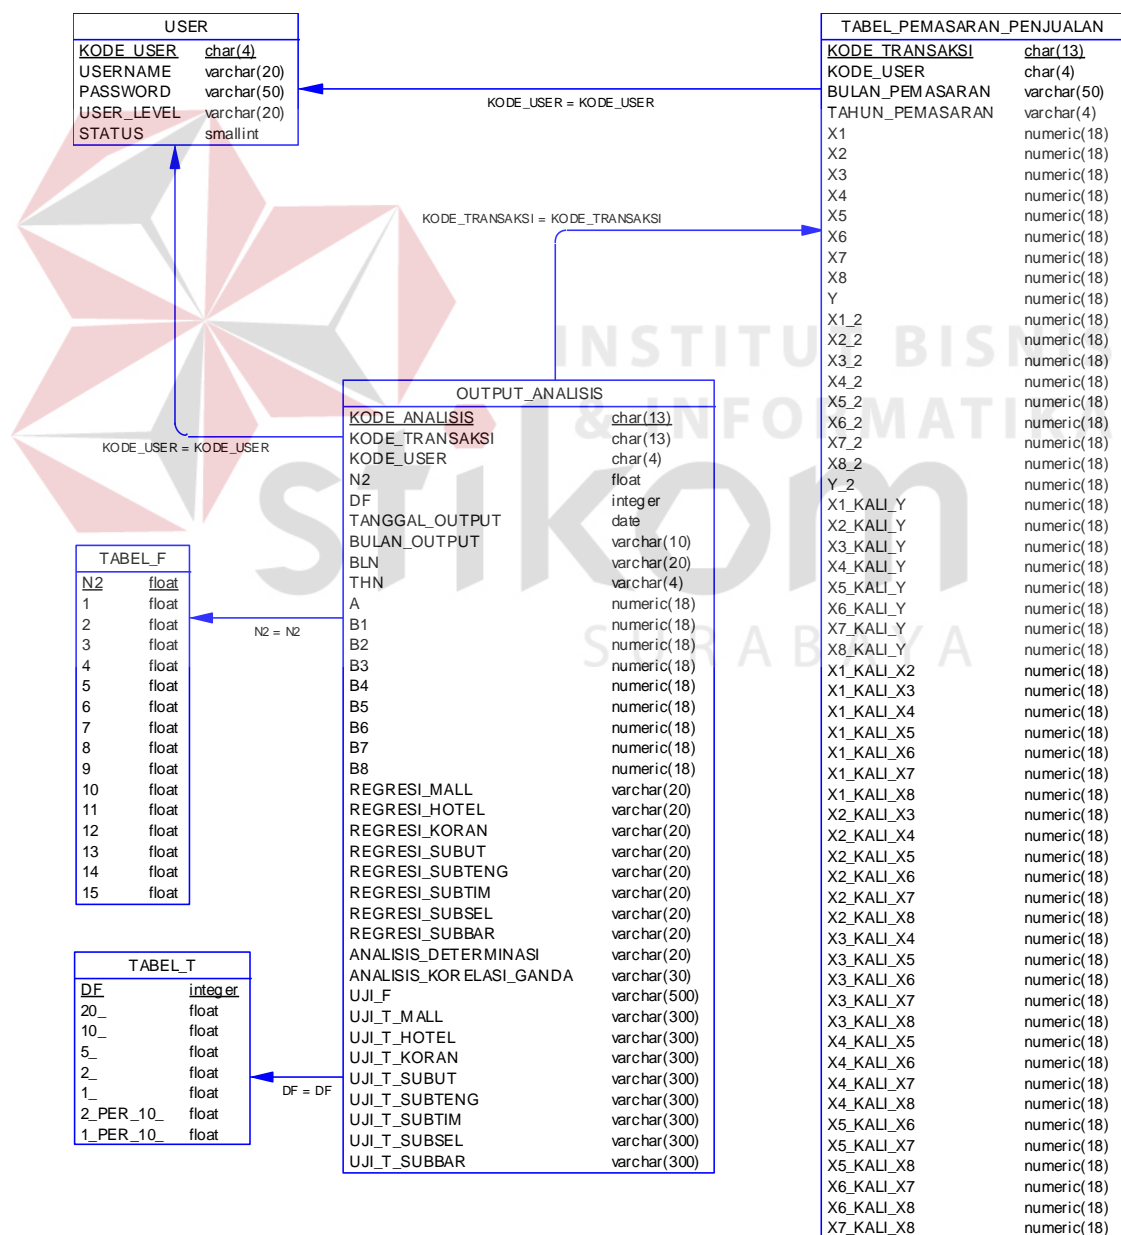 USER
KODE_USER char(4)
USERNAME varchar(20)
PASSWORD varchar(50)
USER_LEVEL varchar(20)
STATUS smallint
KODE_USER = KODE_USER
TABEL_PEMASARAN_PENJUALAN
KODE_TRANSAKSI char(13)
KODE_USER char(4)
BULAN_PEMASARAN varchar(50)
TAHUN_PEMASARAN varchar(4)
X1 numeric(18)
X2 numeric(18)
X3 numeric(18)
X4 numeric(18)
X5 numeric(18)
X6 numeric(18)
X7 numeric(18)
X8 numeric(18)
Y numeric(18)
X1_2 numeric(18)
X2_2 numeric(18)
X3_2 numeric(18)
X4_2 numeric(18)
X5_2 numeric(18)
X6_2 numeric(18)
X7_2 numeric(18)
X8_2 numeric(18)
Y_2 numeric(18)
X1_KALI_Y numeric(18)
X2_KALI_Y numeric(18)
X3_KALI_Y numeric(18)
X4_KALI_Y numeric(18)
X5_KALI_Y numeric(18)
X6_KALI_Y numeric(18)
X7_KALI_Y numeric(18)
X8_KALI_Y numeric(18)
X1_KALI_X2 numeric(18)
X1_KALI_X3 numeric(18)
X1_KALI_X4 numeric(18)
X1_KALI_X5 numeric(18)
X1_KALI_X6 numeric(18)
X1_KALI_X7 numeric(18)
X1_KALI_X8 numeric(18)
X2_KALI_X3 numeric(18)
X2_KALI_X4 numeric(18)
X2_KALI_X5 numeric(18)
X2_KALI_X6 numeric(18)
X2_KALI_X7 numeric(18)
X2_KALI_X8 numeric(18)
X3_KALI_X4 numeric(18)
X3_KALI_X5 numeric(18)
X3_KALI_X6 numeric(18)
X3_KALI_X7 numeric(18)
X3_KALI_X8 numeric(18)
X4_KALI_X5 numeric(18)
X4_KALI_X6 numeric(18)
X4_KALI_X7 numeric(18)
X4_KALI_X8 numeric(18)
X5_KALI_X6 numeric(18)
X5_KALI_X7 numeric(18)
X5_KALI_X8 numeric(18)
X6_KALI_X7 numeric(18)
X6_KALI_X8 numeric(18)
X7_KALI_X8 numeric(18)
KODE_TRANSAKSI = KODE_TRANSAKSI
KODE_USER = KODE_USER
OUTPUT_ANALISIS
KODE_ANALISIS char(13)
KODE_TRANSAKSI char(13)
KODE_USER char(4)
N2 float
DF integer
TANGGAL_OUTPUT date
BULAN_OUTPUT varchar(10)
BLN varchar(20)
THN varchar(4)
A numeric(18)
B1 numeric(18)
B2 numeric(18)
B3 numeric(18)
B4 numeric(18)
B5 numeric(18)
B6 numeric(18)
B7 numeric(18)
B8 numeric(18)
REGRESI_MALL varchar(20)
REGRESI_HOTEL varchar(20)
REGRESI_KORAN varchar(20)
REGRESI_SUBUT varchar(20)
REGRESI_SUBTENG varchar(20)
REGRESI_SUBTIM varchar(20)
REGRESI_SUBSEL varchar(20)
REGRESI_SUBBAR varchar(20)
ANALISIS_DETERMINASI varchar(20)
ANALISIS_KORELASI_GANDA varchar(30)
UJI_F varchar(500)
UJI_T_MALL varchar(300)
UJI_T_HOTEL varchar(300)
UJI_T_KORAN varchar(300)
UJI_T_SUBUT varchar(300)
UJI_T_SUBTENG varchar(300)
UJI_T_SUBTIM varchar(300)
UJI_T_SUBSEL varchar(300)
UJI_T_SUBBAR varchar(300)
TABEL_F
N2 float
1 float
2 float
3 float
4 float
5 float
6 float
7 float
8 float
9 float
10 float
11 float
12 float
13 float
14 float
15 float
N2 = N2
TABEL_T
DF integer
20_ float
10_ float
5_ float
2_ float
1_ float
2_PER_10_ float
1_PER_10_ float
DF = DF
INSTITUT BISNIS
& INFORMATIKA
stikom
SURABAYA